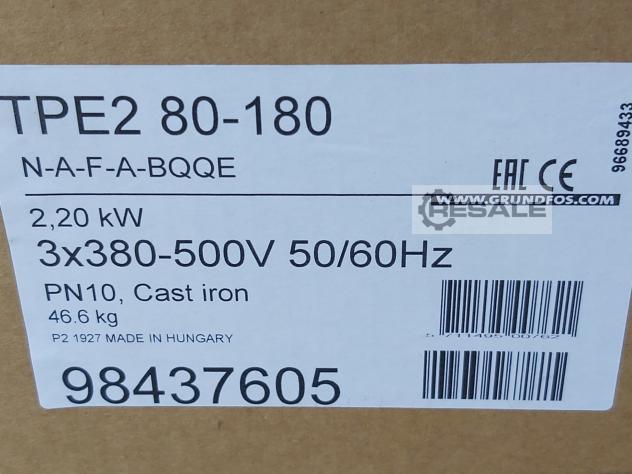 TPE2 80-180
N-A-F-A-BQQE
EAC CE
96689433
WWW.GRUNDFOS.COM
RESALE
2,20 kW
3x380-500V 50/60Hz
PN10, Cast iron
46.6 kg
P2 1927 MADE IN HUNGARY
98437605